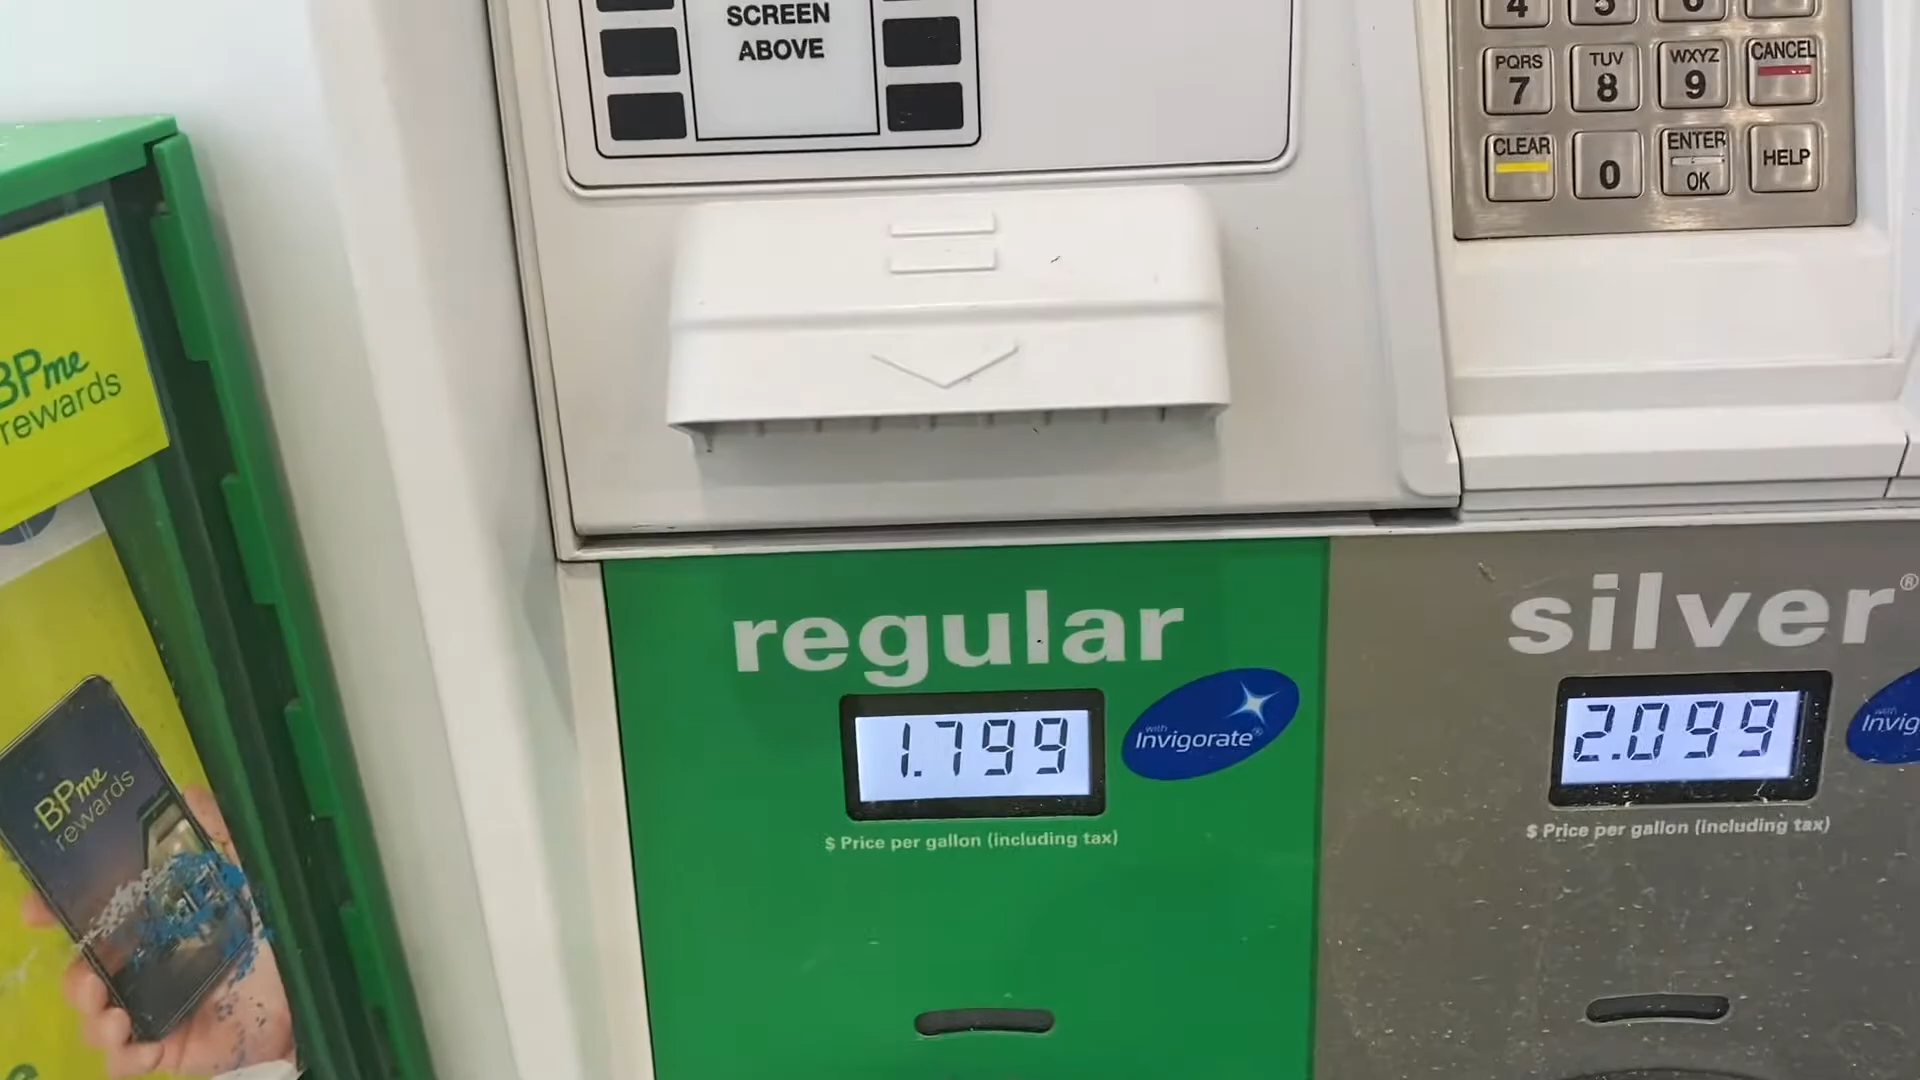 SCREEN
ABOVE
4
5
6
PQRS
7
TUV
8
WXYZ
9
CANCEL
CLEAR
0
ENTER
OK
HELP
BPme
rewards
BPme
rewards
regular
1.799
with
Invigorate®
$ Price per gallon (including tax)
silver®
2.099
with
Invig
$ Price per gallon (including tax)